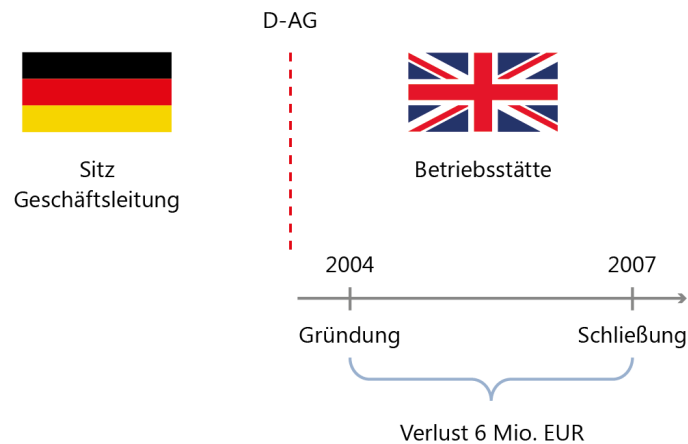 D-AG
Sitz
Geschäftsleitung
Betriebsstätte
2004
2007
Gründung
Schließung
Verlust 6 Mio. EUR